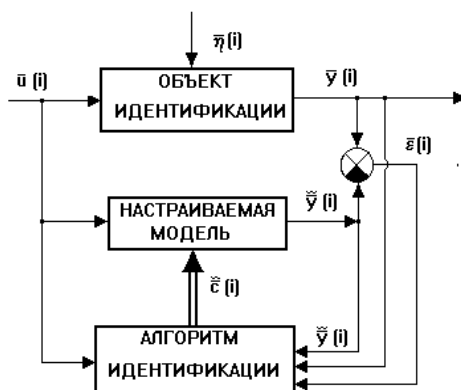 η̄(i)
ū(i)
ȳ(i)
ОБЪЕКТ
ИДЕНТИФИКАЦИИ
ε̄(i)
НАСТРАИВАЕМАЯ
МОДЕЛЬ
ỹ̄(i)
c̃̄(i)
ỹ̄(i)
АЛГОРИТМ
ИДЕНТИФИКАЦИИ